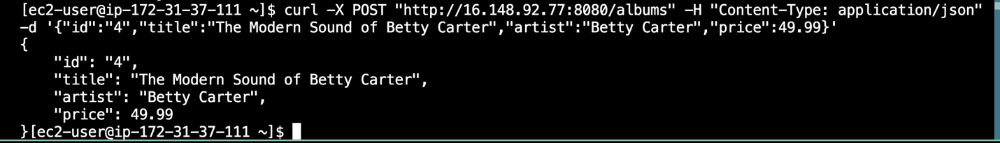 [ec2-user@ip-172-31-37-111 ~]$ curl -X POST "http://16.148.92.77:8080/albums" -H "Content-Type: application/json"
-d '{"id":"4","title":"The Modern Sound of Betty Carter","artist":"Betty Carter","price":49.99}'
{
    "id": "4",
    "title": "The Modern Sound of Betty Carter",
    "artist": "Betty Carter",
    "price": 49.99
}[ec2-user@ip-172-31-37-111 ~]$